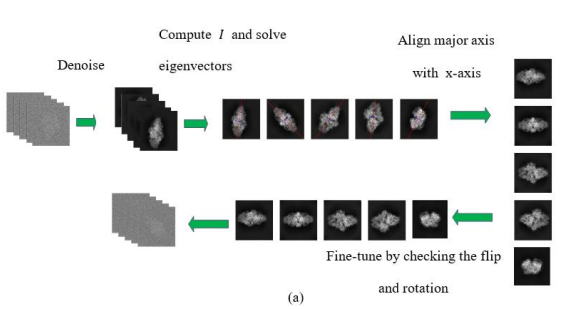 Denoise
Compute I and solve
eigenvectors
Align major axis
with x-axis
Fine-tune by checking the flip
and rotation
(a)